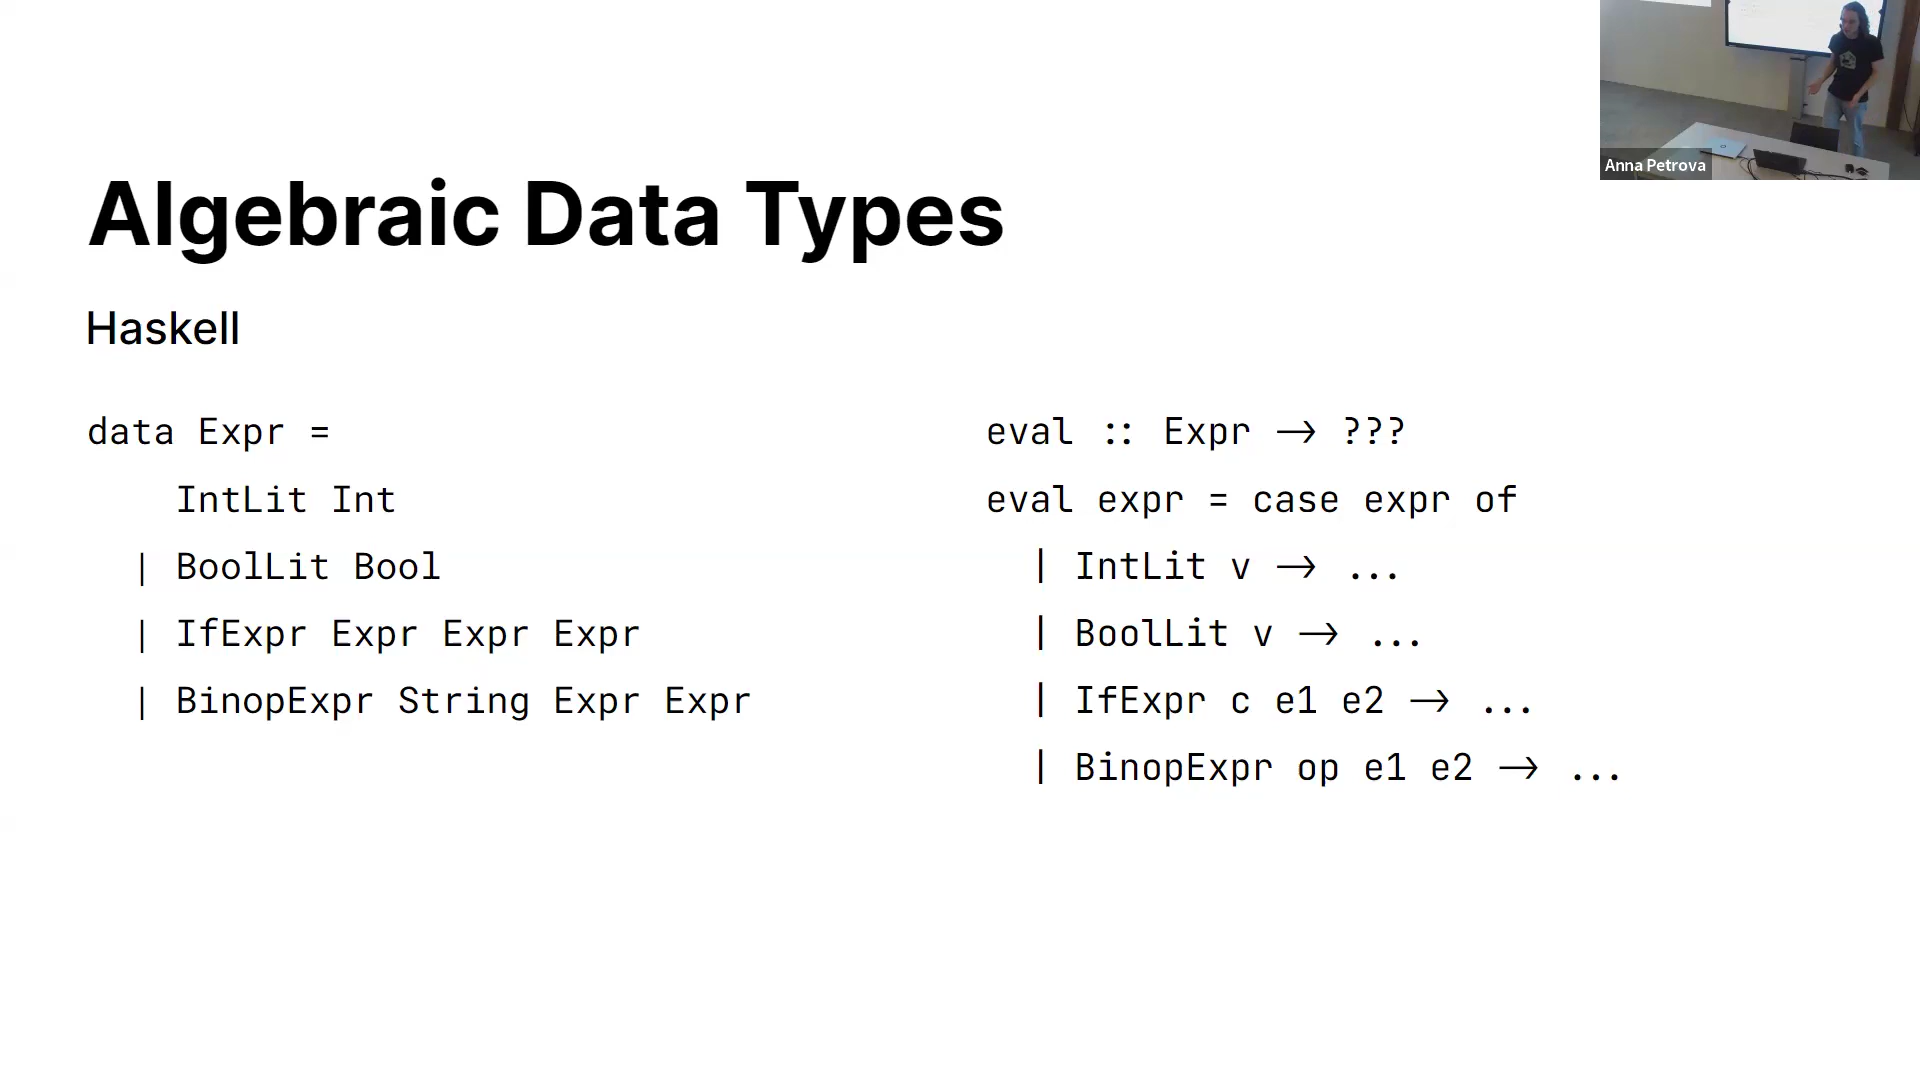 Algebraic Data Types
Haskell
data Expr =
IntLit Int
| BoolLit Bool
| IfExpr Expr Expr Expr
| BinopExpr String Expr Expr
eval :: Expr -> ???
eval expr = case expr of
| IntLit v -> ...
| BoolLit v -> ...
| IfExpr c e1 e2 -> ...
| BinopExpr op e1 e2 -> ...
Anna Petrova